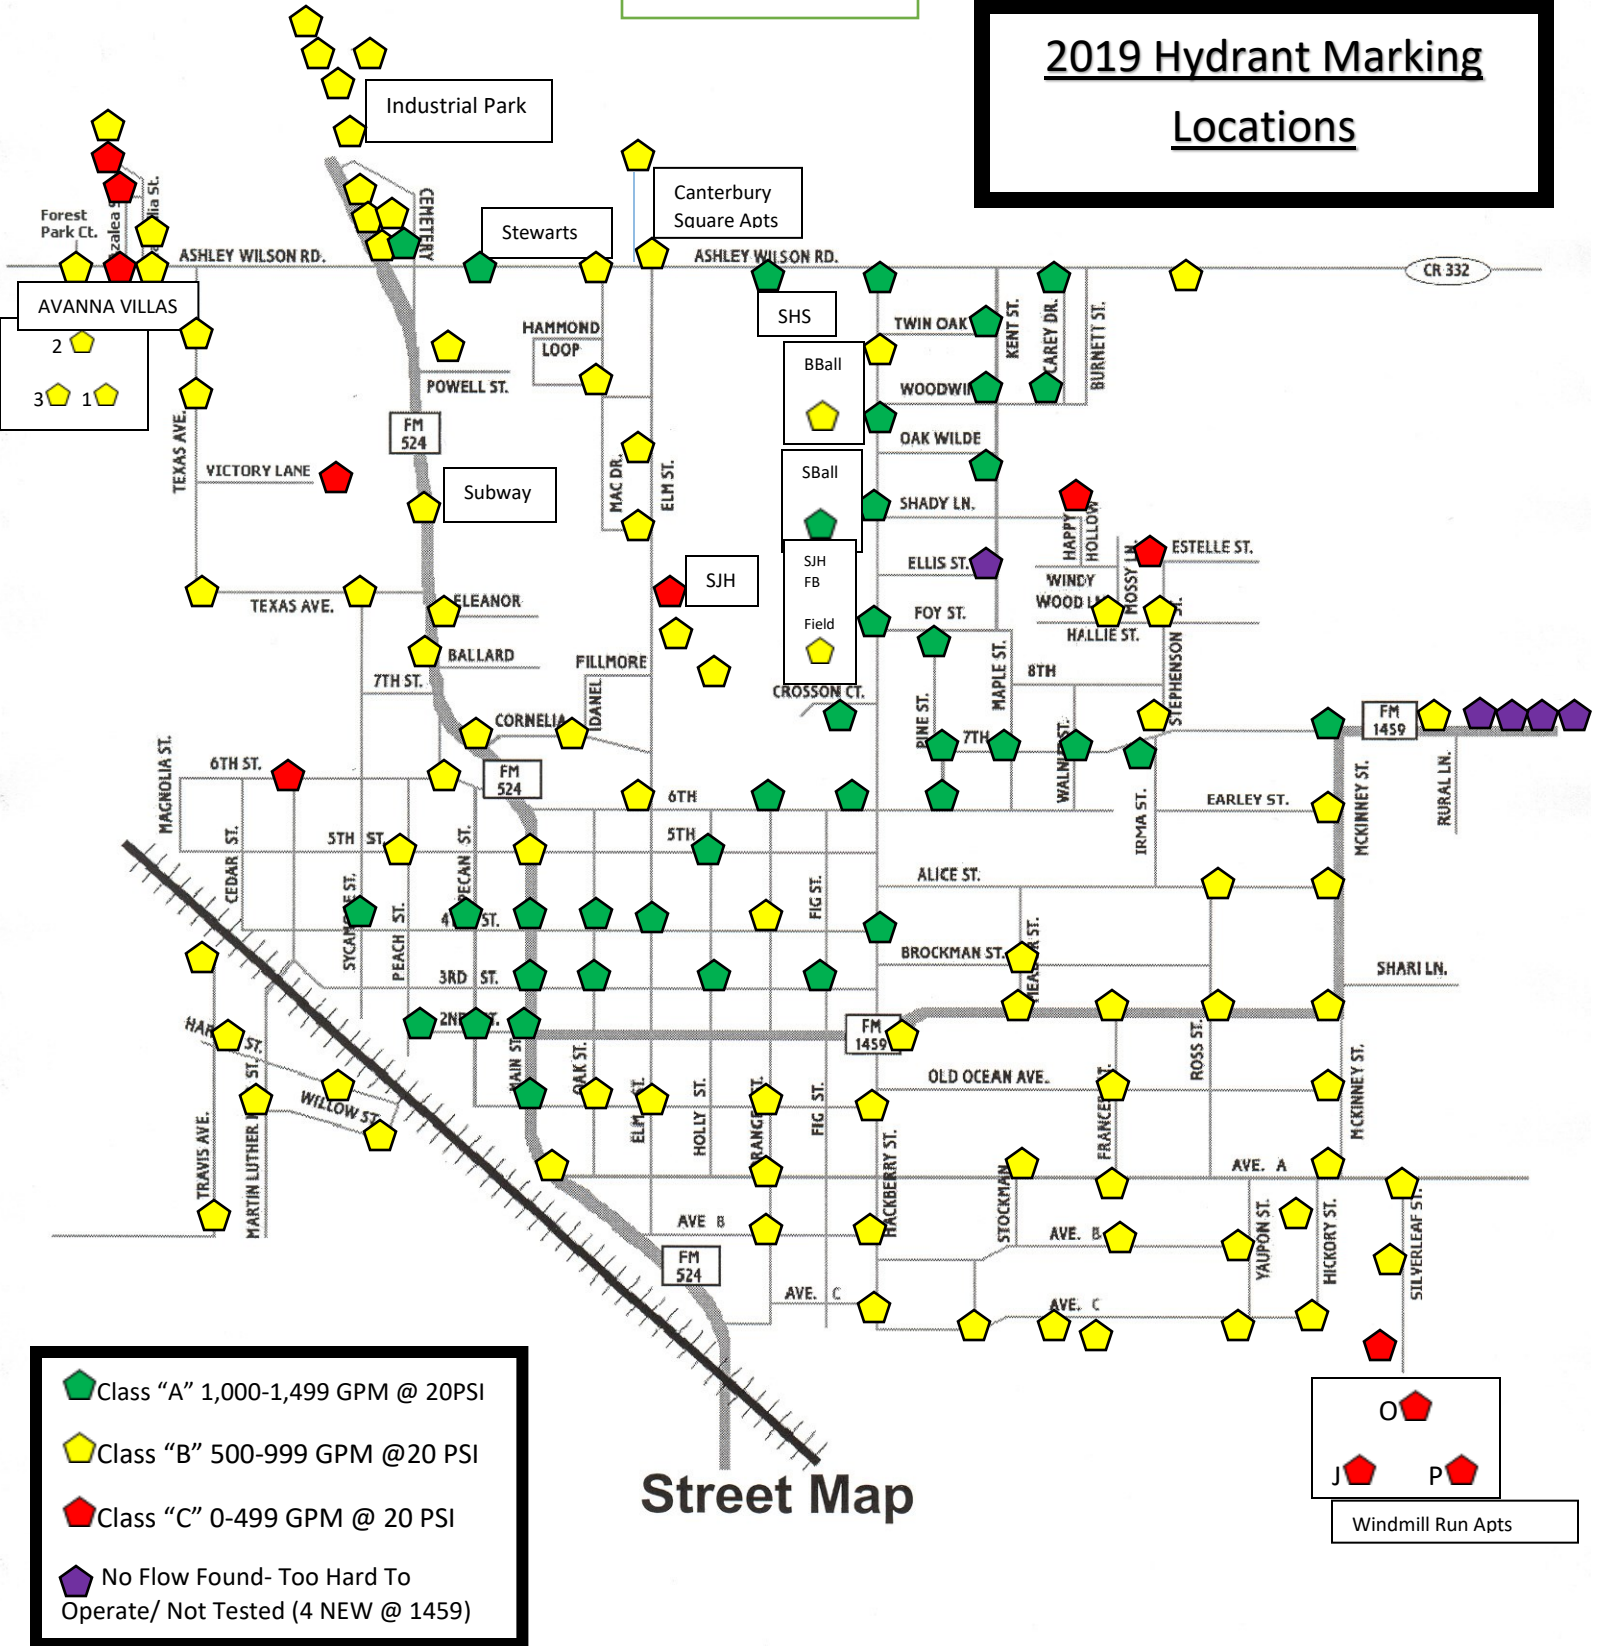 2019 Hydrant Marking
Locations
Industrial Park
Canterbury
Square Apts
Stewarts
CEMETERY
Forest
Park Ct.
ASHLEY WILSON RD.
ASHLEY WILSON RD.
CR 332
AVANNA VILLAS
2
3
1
SHS
TWIN OAK
KENT ST.
CAREY DR.
BURNETT ST.
HAMMOND
LOOP
BBall
POWELL ST.
FM
524
OAK WILDE
TEXAS AVE.
VICTORY LANE
Subway
MAC DR.
ELM ST.
SBall
SHADY LN.
HAPPY
HOLLOW
MOSSY LN.
ESTELLE ST.
SJH
SJH
FB
Field
ELLIS ST.
WINDY
WOOD
HALLIE ST.
TEXAS AVE.
ELEANOR
FOY ST.
BALLARD
FILLMORE
7TH ST.
DANEL
CROSSON CT.
PINE ST.
MAPLE ST.
8TH
STEPHENSON
CORNELIA
7TH
FM
1459
MAGNOLIA ST.
6TH ST.
FM
524
6TH
IRMA ST.
EARLEY ST.
MCKINNEY ST.
RURAL LN.
CEDAR ST.
5TH ST.
PECAN ST.
5TH
ALICE ST.
FIG ST.
PEACH ST.
ST.
BROCKMAN ST.
3RD ST.
SHARI LN.
FM
1459
ROSS ST.
OAK ST.
OLD OCEAN AVE.
WILLOW ST.
HOLLY ST.
FIG ST.
MCKINNEY ST.
TRAVIS AVE.
MARTIN LUTHER
HACKBERRY ST.
STOCKMAN
AVE. A
AVE B
AVE. B
YAUPON ST.
HICKORY ST.
SILVERLEAF ST.
FM
524
AVE. C
AVE. C
Class “A” 1,000-1,499 GPM @ 20PSI
Class “B” 500-999 GPM @20 PSI
Class “C” 0-499 GPM @ 20 PSI
No Flow Found- Too Hard To
Operate/ Not Tested (4 NEW @ 1459)
Street Map
O
J
P
Windmill Run Apts